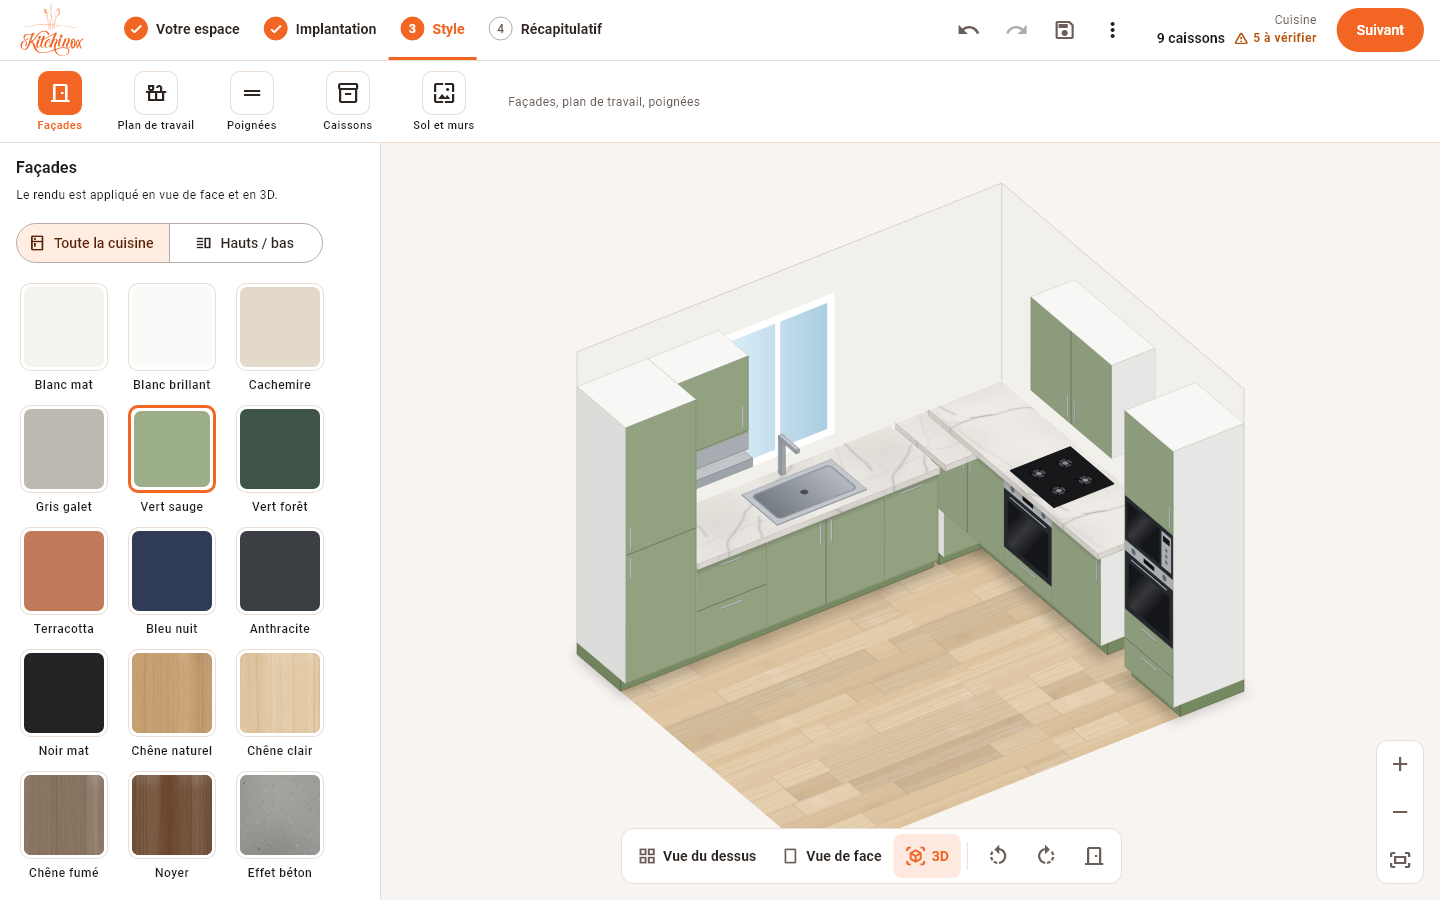 Kitchinox
Votre espace
Implantation
3 Style
4 Récapitulatif
Cuisine
9 caissons
5 à vérifier
Suivant
Façades
Plan de travail
Poignées
Caissons
Sol et murs
Façades, plan de travail, poignées
Façades
Le rendu est appliqué en vue de face et en 3D.
Toute la cuisine
Hauts / bas
Blanc mat
Blanc brillant
Cachemire
Gris galet
Vert sauge
Vert forêt
Terracotta
Bleu nuit
Anthracite
Noir mat
Chêne naturel
Chêne clair
Chêne fumé
Noyer
Effet béton
Vue du dessus
Vue de face
3D